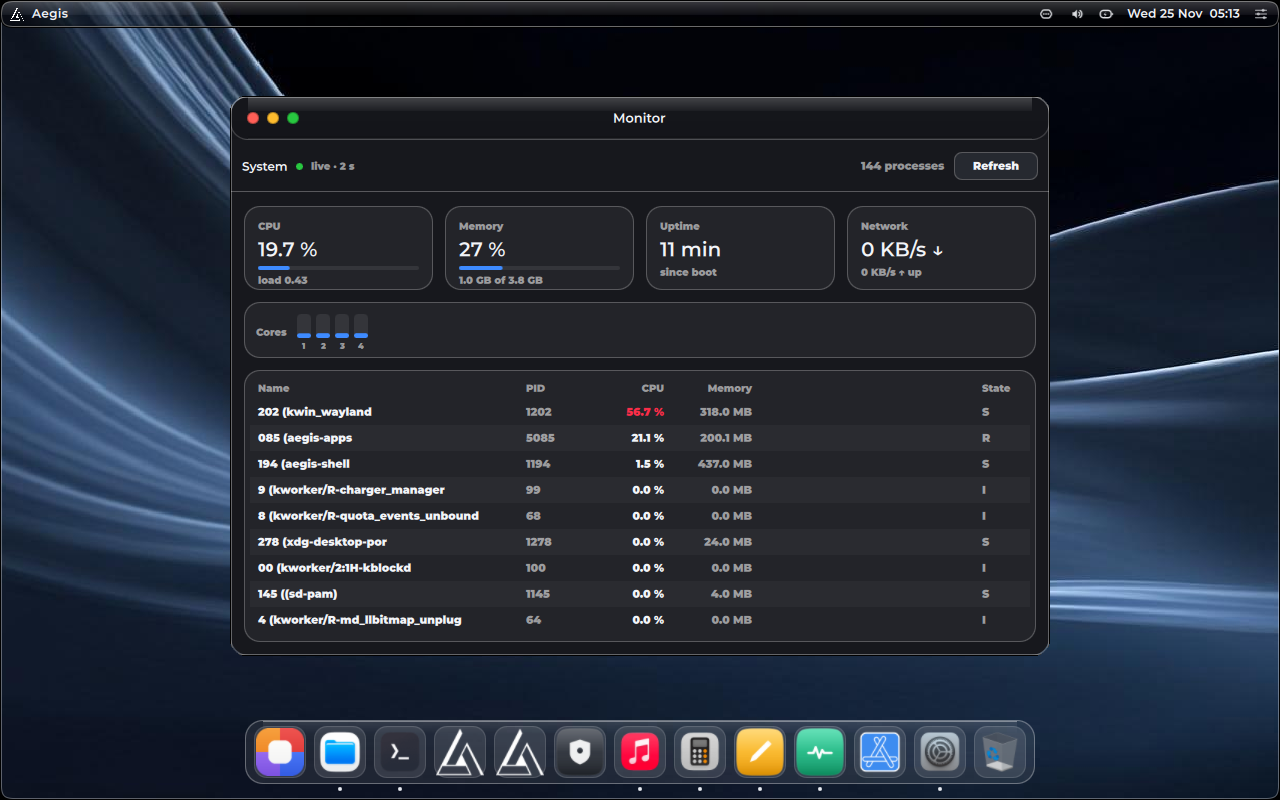 Aegis
Wed 25 Nov 05:13
Monitor
System live · 2 s
144 processes Refresh
CPU
19.7 %
load 0.43
Memory
27 %
1.0 GB of 3.8 GB
Uptime
11 min
since boot
Network
0 KB/s ↓
0 KB/s ↑ up
Cores
1 2 3 4
Name PID CPU Memory State
202 (kwin_wayland 1202 56.7 % 318.0 MB S
085 (aegis-apps 5085 21.1 % 200.1 MB R
194 (aegis-shell 1194 1.5 % 437.0 MB S
9 (kworker/R-charger_manager 99 0.0 % 0.0 MB I
8 (kworker/R-quota_events_unbound 68 0.0 % 0.0 MB I
278 (xdg-desktop-por 1278 0.0 % 24.0 MB S
00 (kworker/2:1H-kblockd 100 0.0 % 0.0 MB I
145 ((sd-pam) 1145 0.0 % 4.0 MB S
4 (kworker/R-md_llbitmap_unplug 64 0.0 % 0.0 MB I